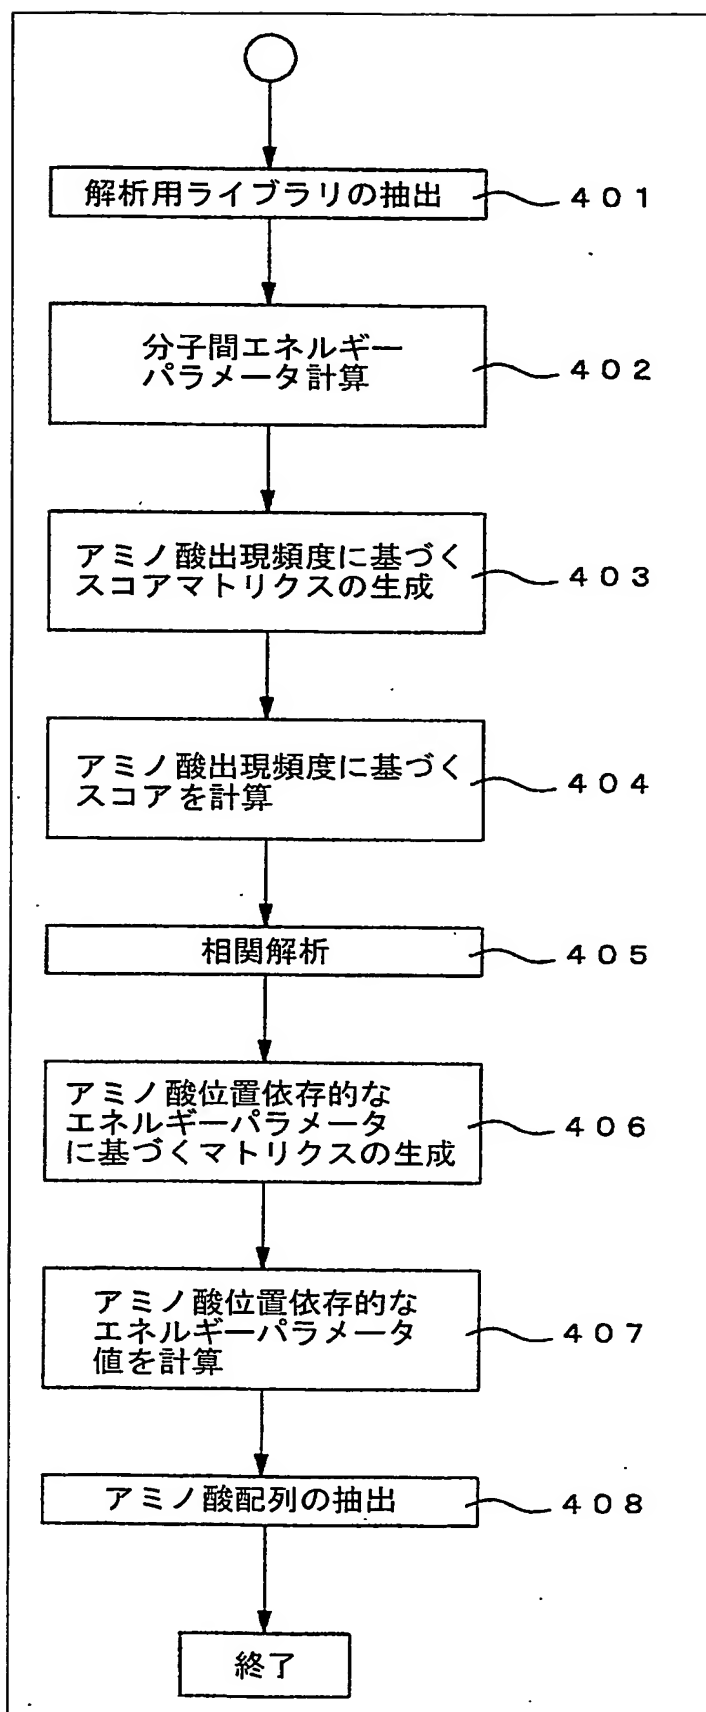 解析用ライブラリの抽出
401
分子間エネルギー
パラメータ計算
402
アミノ酸出現頻度に基づく
スコアマトリクスの生成
403
アミノ酸出現頻度に基づく
スコアを計算
404
相関解析
405
アミノ酸位置依存的な
エネルギーパラメータ
に基づくマトリクスの生成
406
アミノ酸位置依存的な
エネルギーパラメータ
値を計算
407
アミノ酸配列の抽出
408
終了